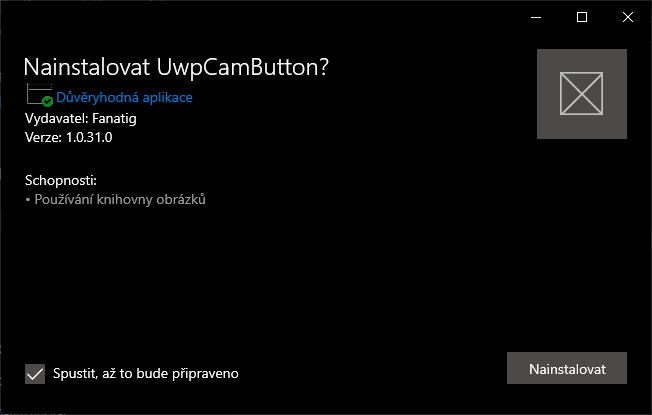 Nainstalovat UwpCamButton?
Důvěryhodná aplikace
Vydavatel: Fanatig
Verze: 1.0.31.0
Schopnosti:
• Používání knihovny obrázků
Spustit, až to bude připraveno
Nainstalovat